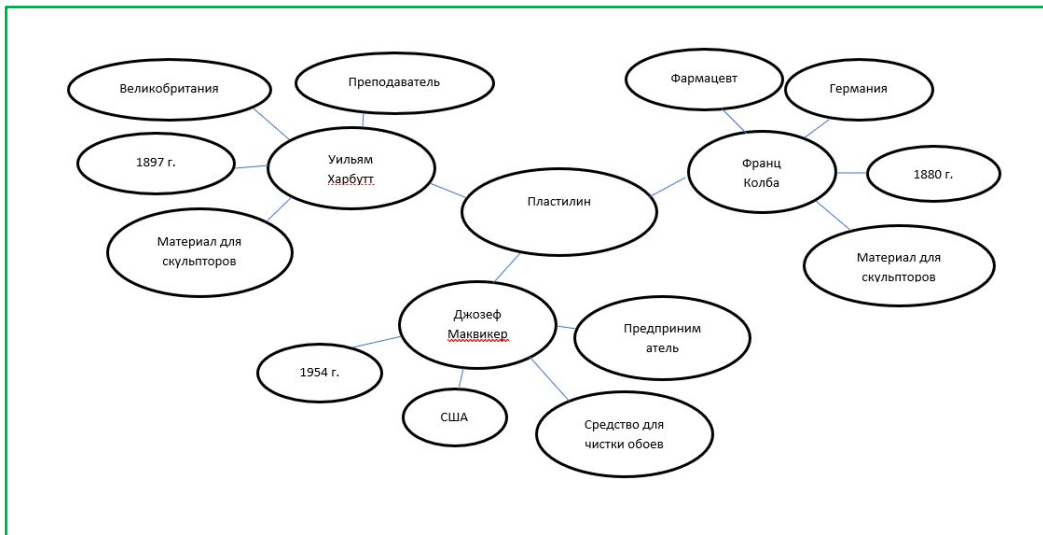 Великобритания
Преподаватель
1897 г.
Уильям
Харбутт
Материал для
скульпторов
Пластилин
Фармацевт
Германия
Франц
Колба
1880 г.
Материал для
скульпторов
Джозеф
Маквикер
Предприним
атель
1954 г.
США
Средство для
чистки обоев